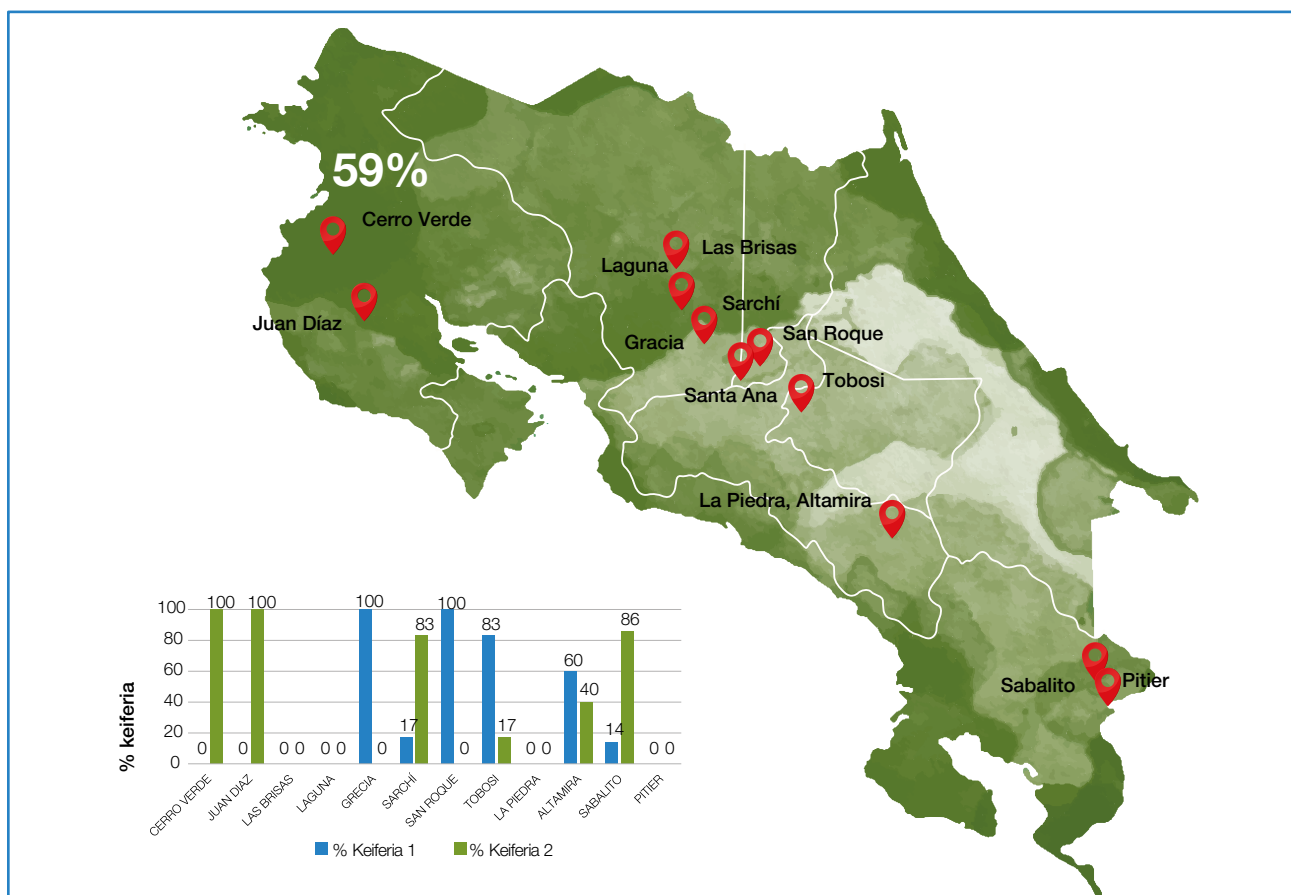 59%
Cerro Verde
Las Brisas
Laguna
Sarchí
Juan Díaz
San Roque
Gracia
Tobosi
Santa Ana
La Piedra, Altamira
Sabalito
Pitier
% keiferia
100
80
60
40
20
0
0 100
0 100
0 0
0 0
100 0
17 83
100 0
83 17
0 0
60 40
14 86
0 0
CERRO VERDE
JUAN DIAZ
LAS BRISAS
LAGUNA
GRECIA
SARCHÍ
SAN ROQUE
TOBOSI
LA PIEDRA
ALTAMIRA
SABALITO
PITIER
% Keiferia 1
% Keiferia 2